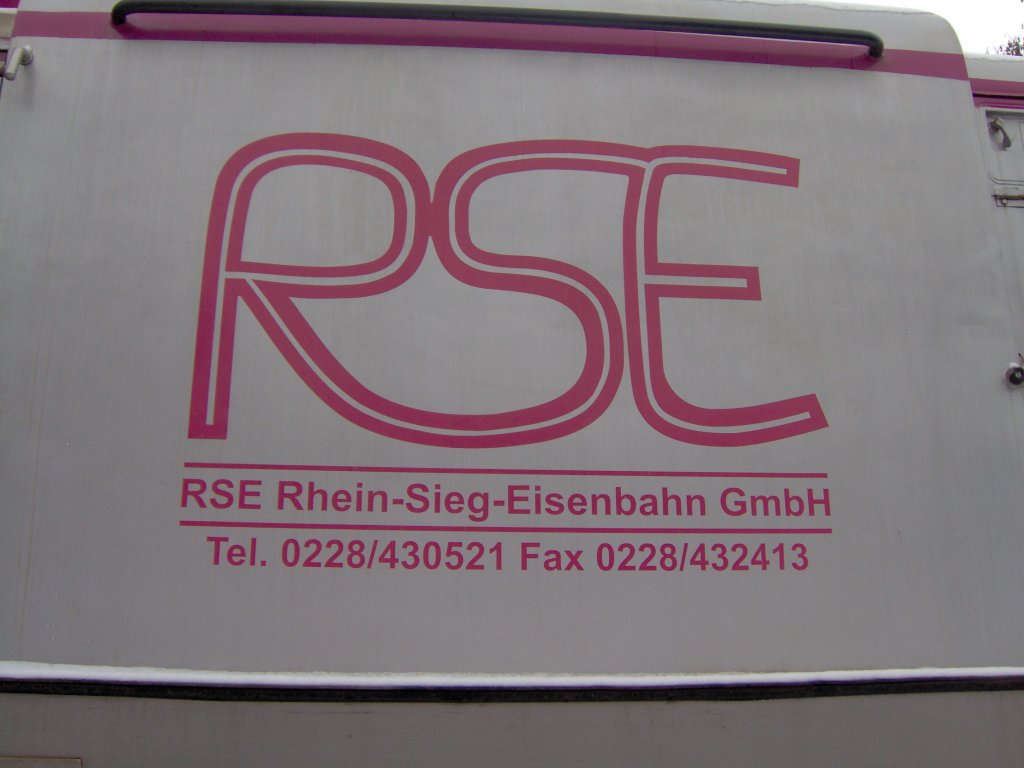 RSE
RSE Rhein-Sieg-Eisenbahn GmbH
Tel. 0228/430521 Fax 0228/432413